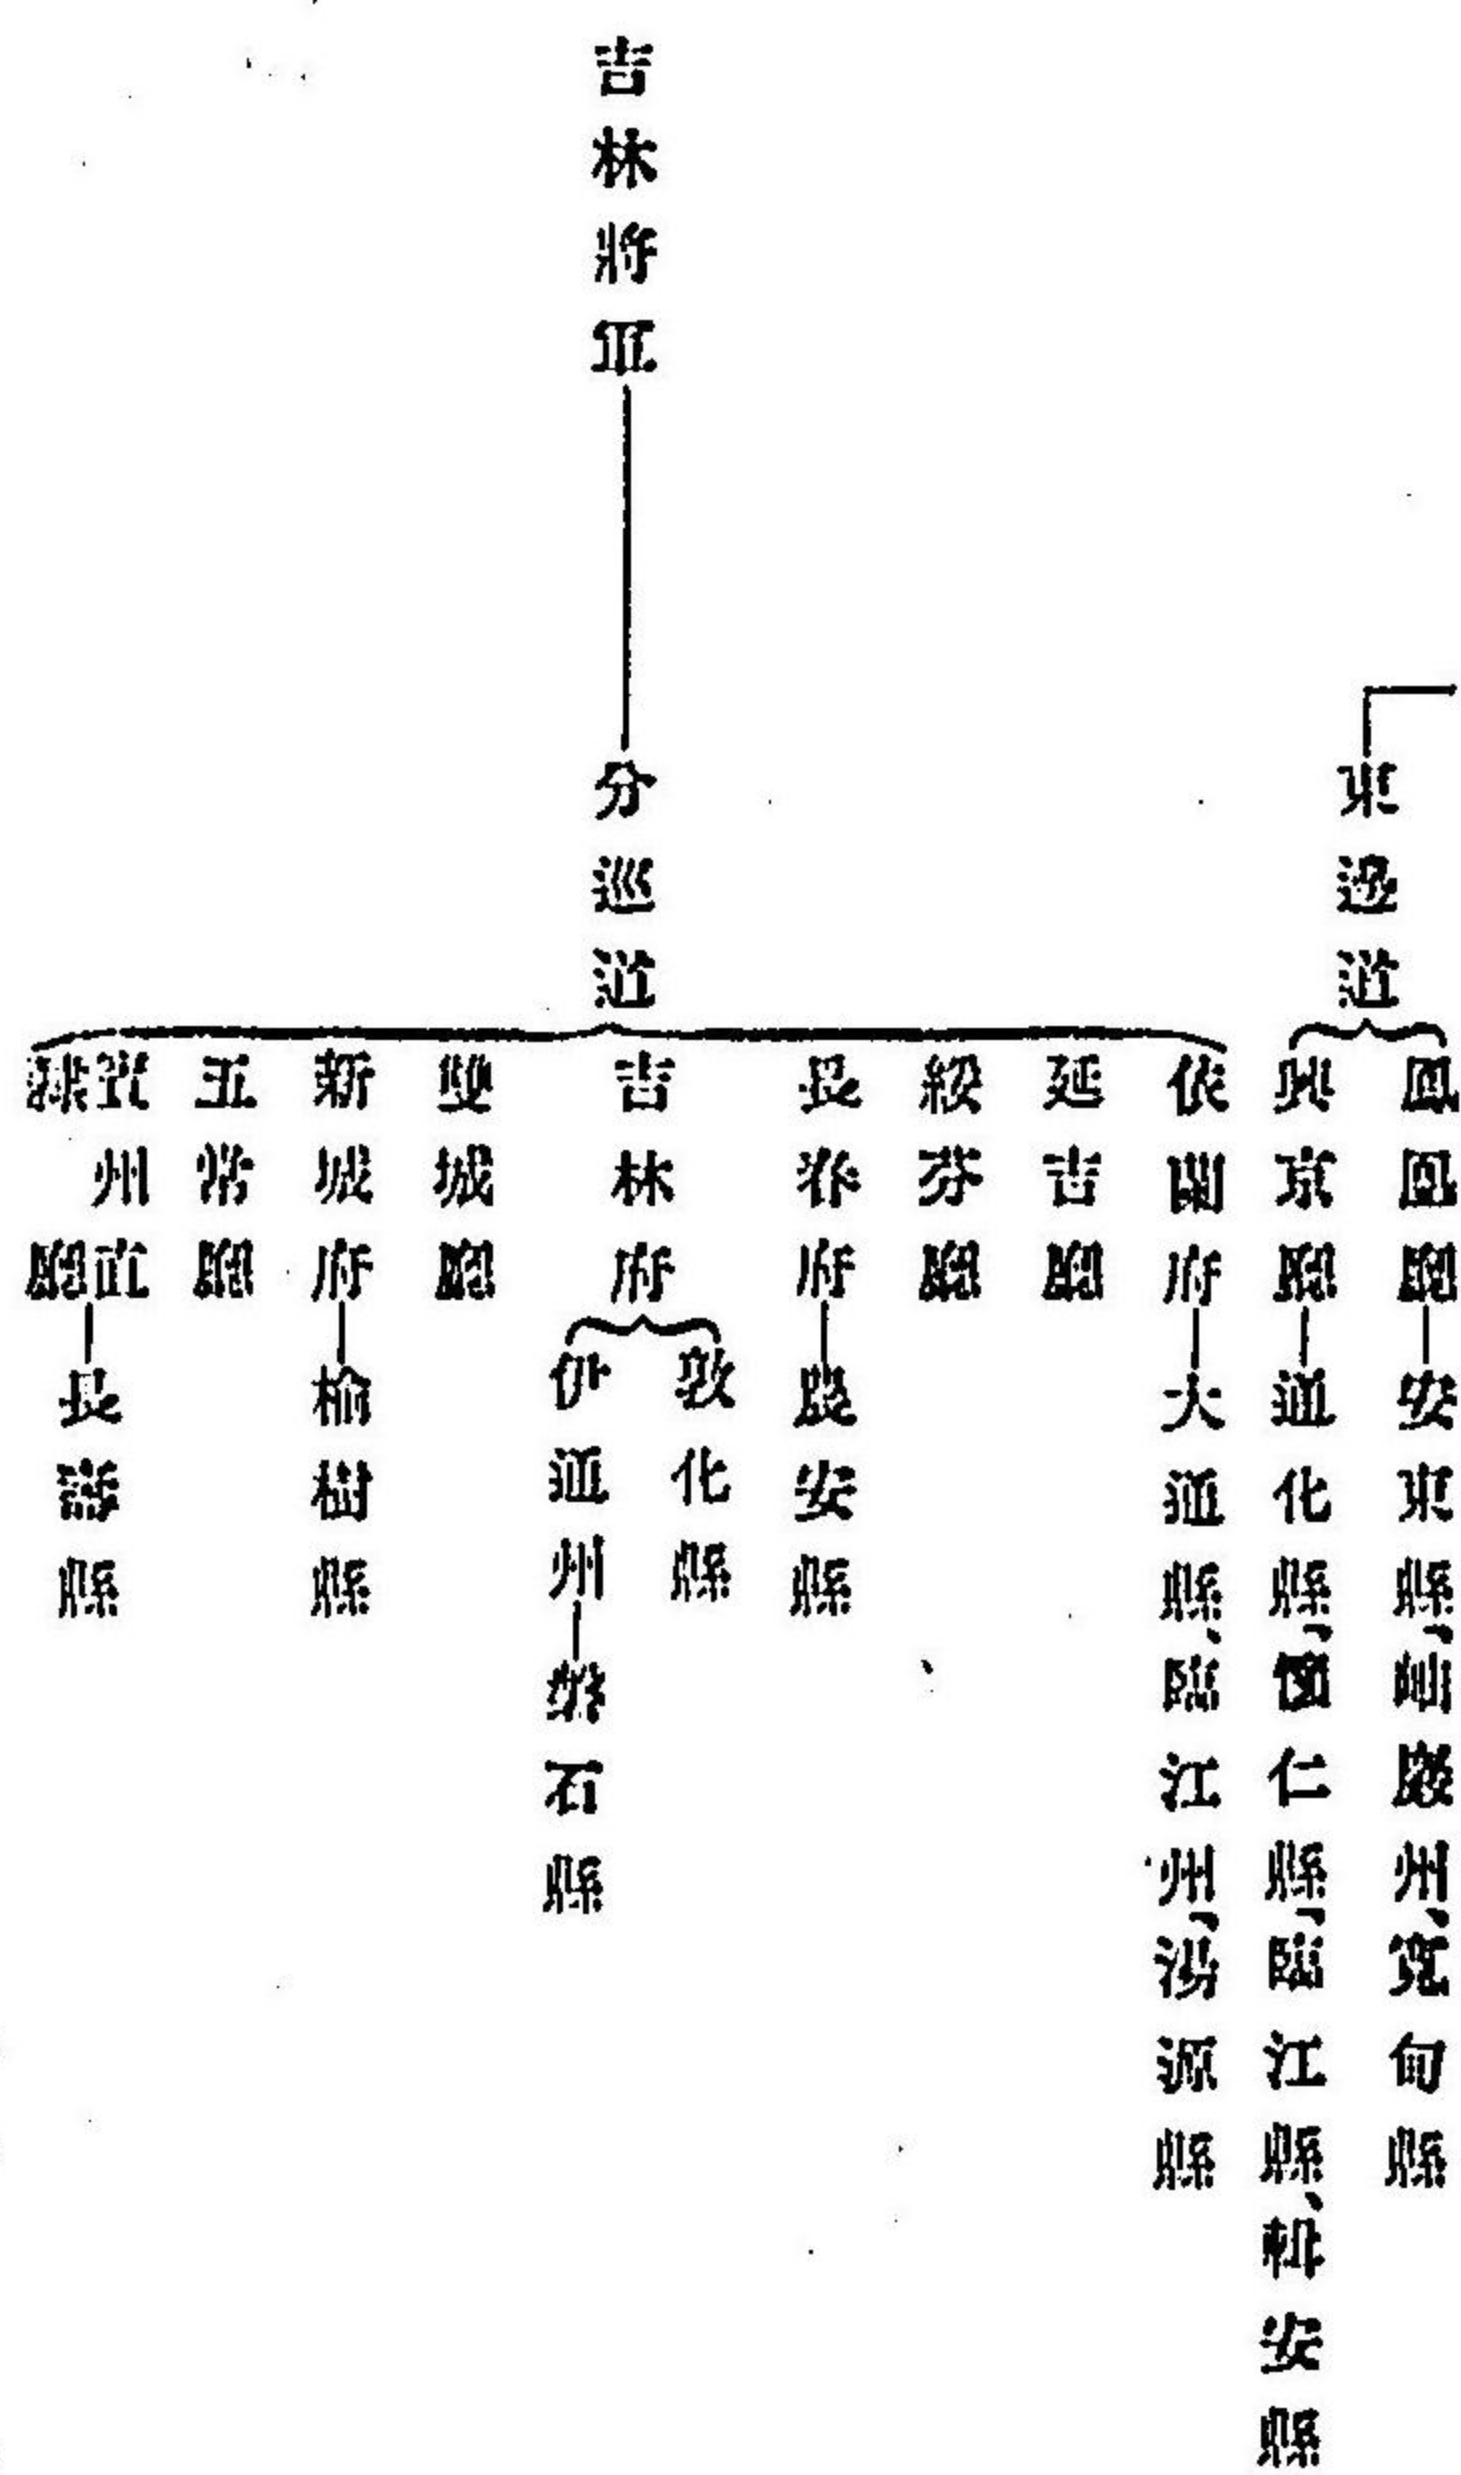 東邊道
鳳凰廳
安東縣、岫巖州、寬甸縣
興京廳
通化縣、懷仁縣、臨江縣、輯安縣
吉林將軍
分巡道
依蘭府
大通縣、臨江州、湯源縣
延吉廳
綏芬廳
長春府
農安縣
吉林府
敦化縣
伊通州
磐石縣
雙城廳
新城府
榆樹縣
五常廳
賓州直
隸廳
長壽縣